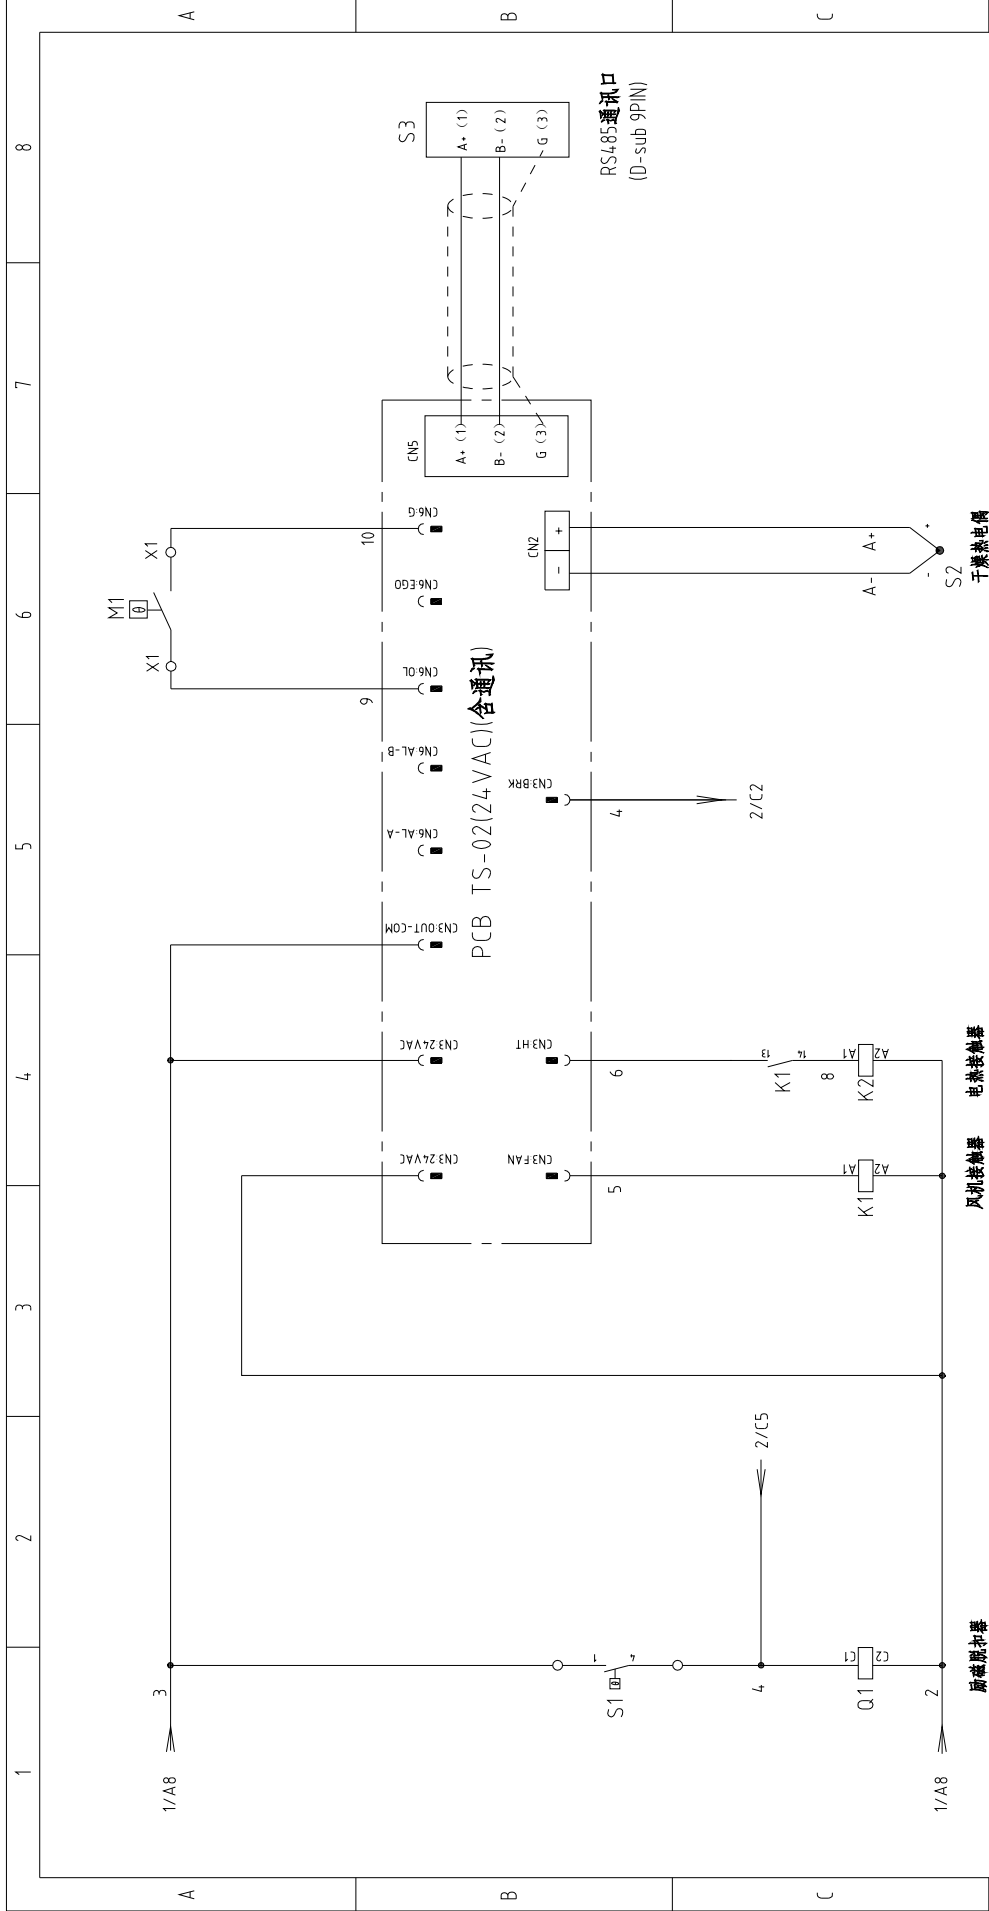 1
2
3
4
5
6
7
8
A
B
C
A
B
C
1/A8
3
1/A8
2
S1
1
4
θ
4
2/C5
Q1
C1
C2
励磁脱扣器
CN3:24VAC
CN3:24VAC
CN3:OUT-COM
CN6:AL-A
CN6:AL-B
CN6:OL
CN6:EGO
CN6:G
PCB TS-02(24VAC)(含通讯)
CN3:FAN
CN3:HT
CN3:BRK
5
K1
A1
A2
风机接触器
6
K1
13
14
8
K2
A1
A2
电热接触器
4
2/C2
9
10
X1
M1
θ
X1
CN2
-
+
A-
A+
-
+
S2
干燥热电偶
CN5
A+(1)
B-(2)
G(3)
S3
A+(1)
B-(2)
G(3)
RS485通讯口
(D-sub 9PIN)